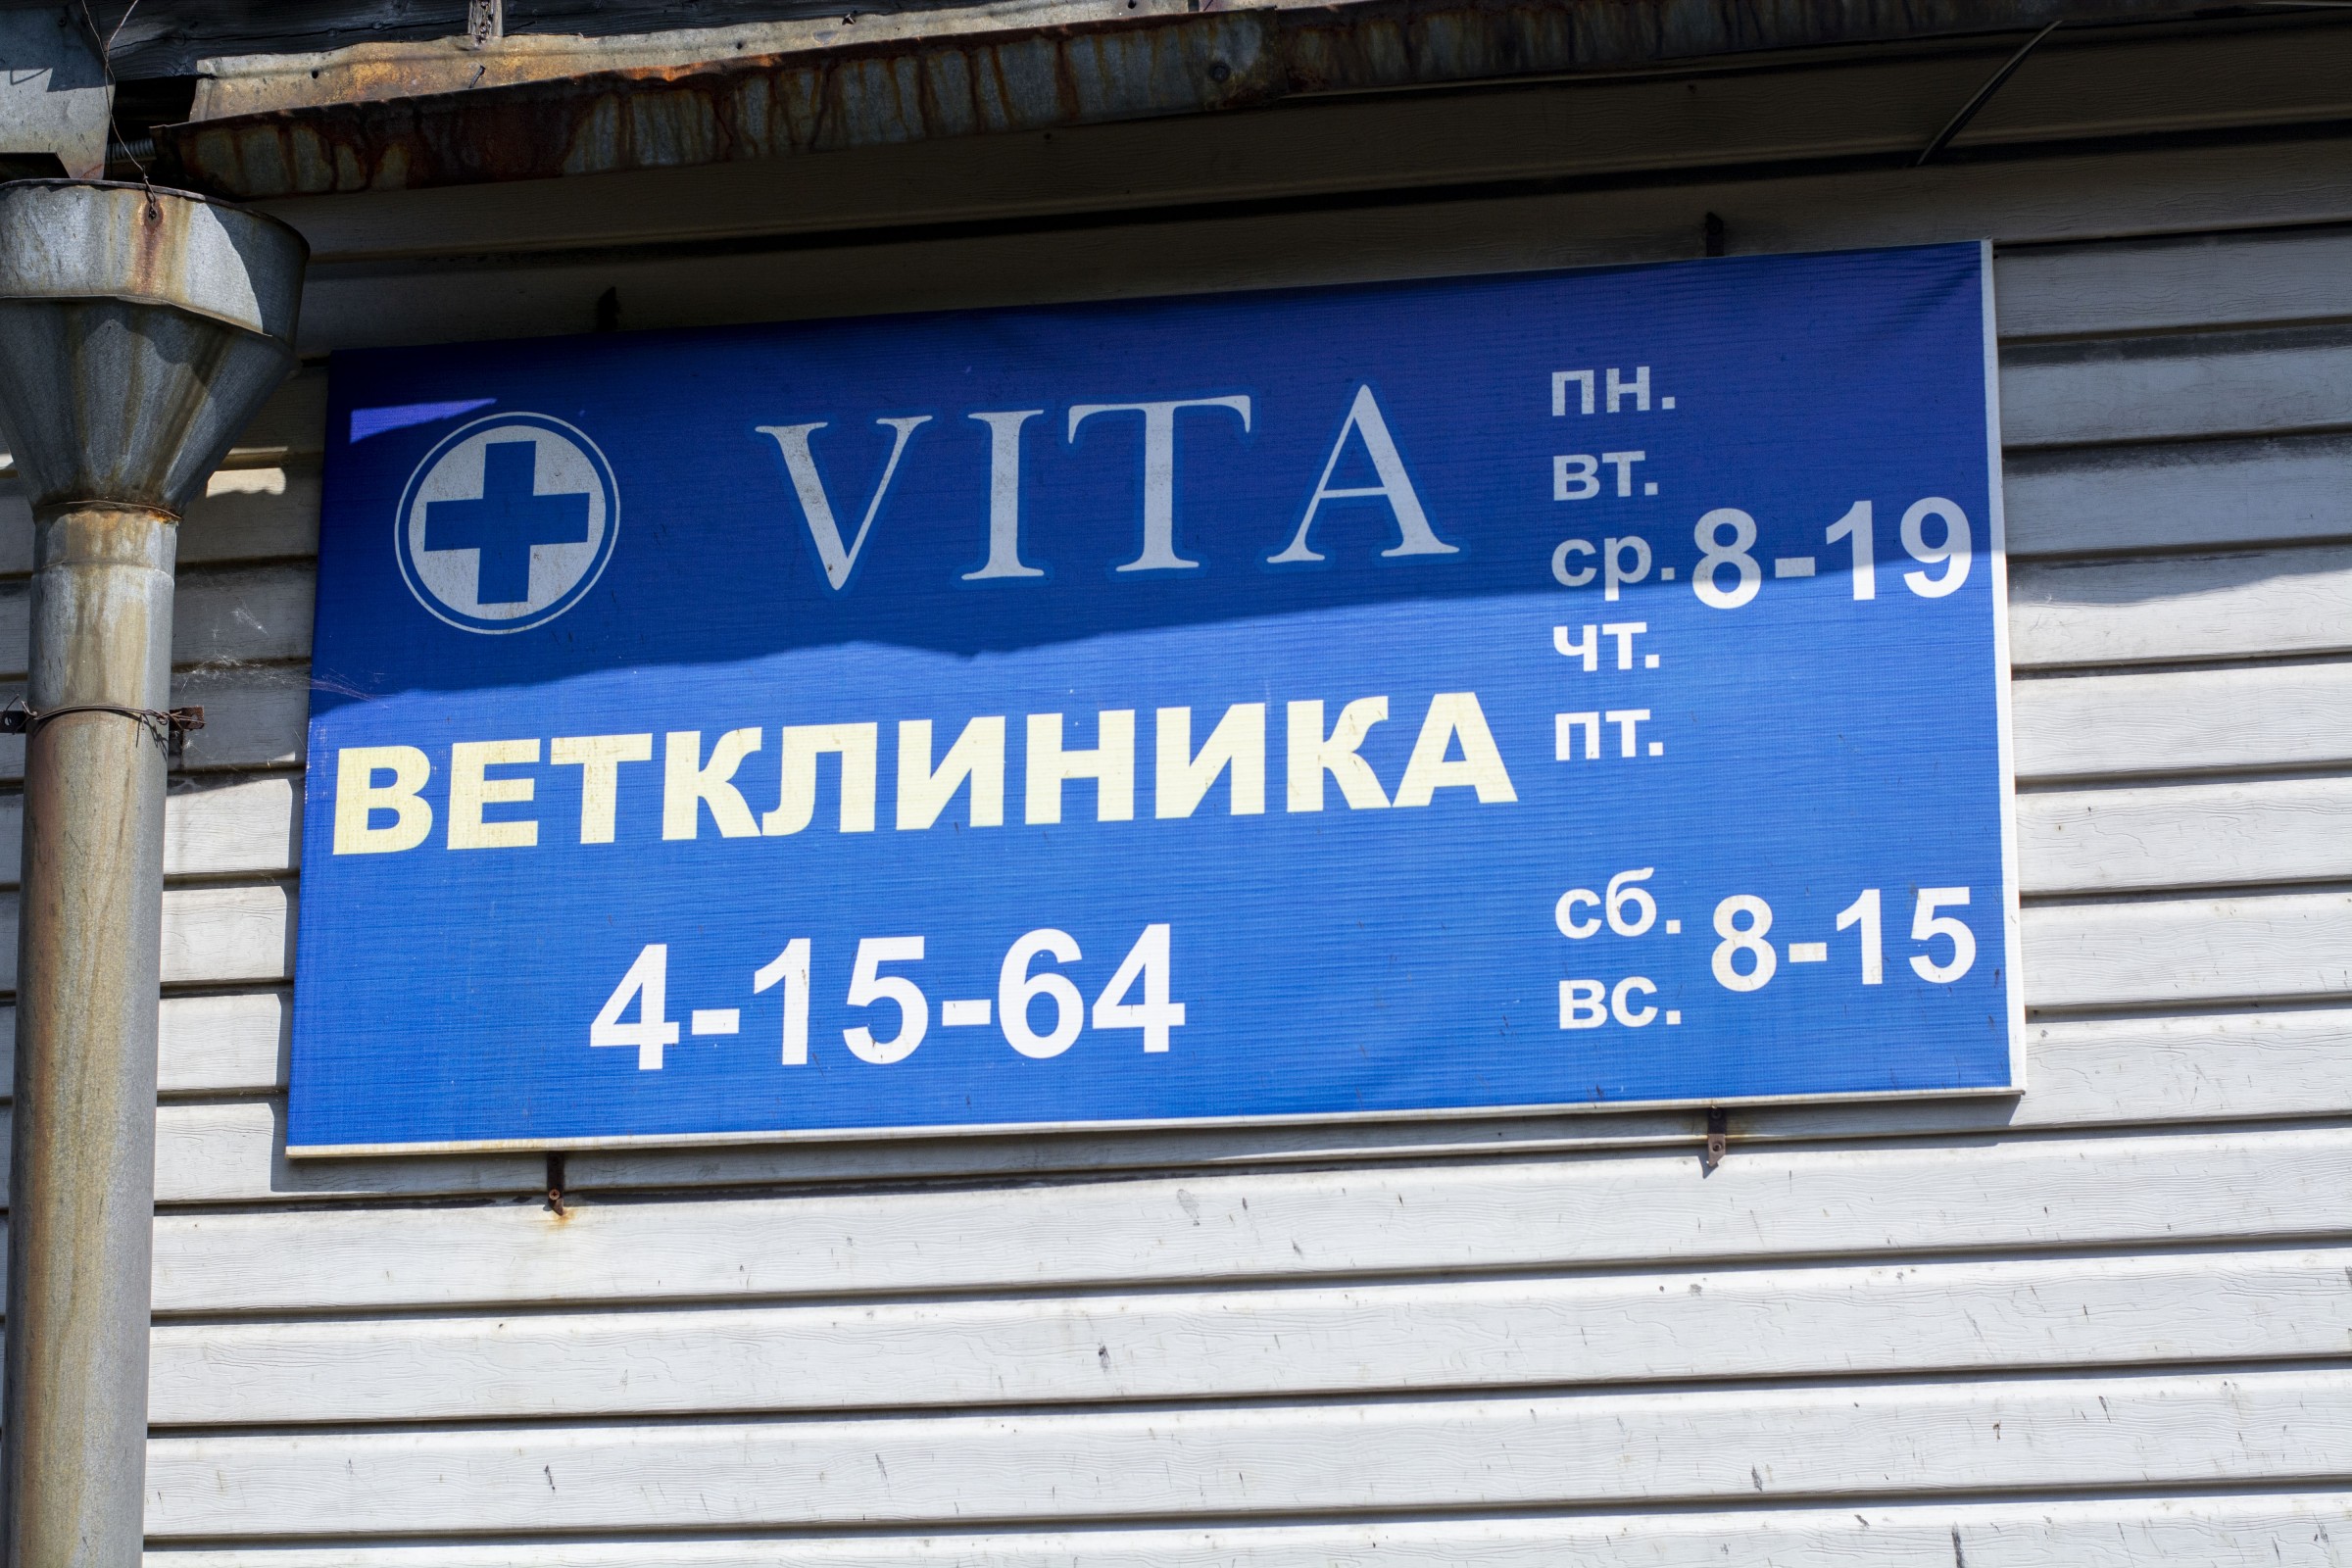 VITA
ВЕТКЛИНИКА
4-15-64
пн.
вт.
ср. 8-19
чт.
пт.
сб. 8-15
вс.